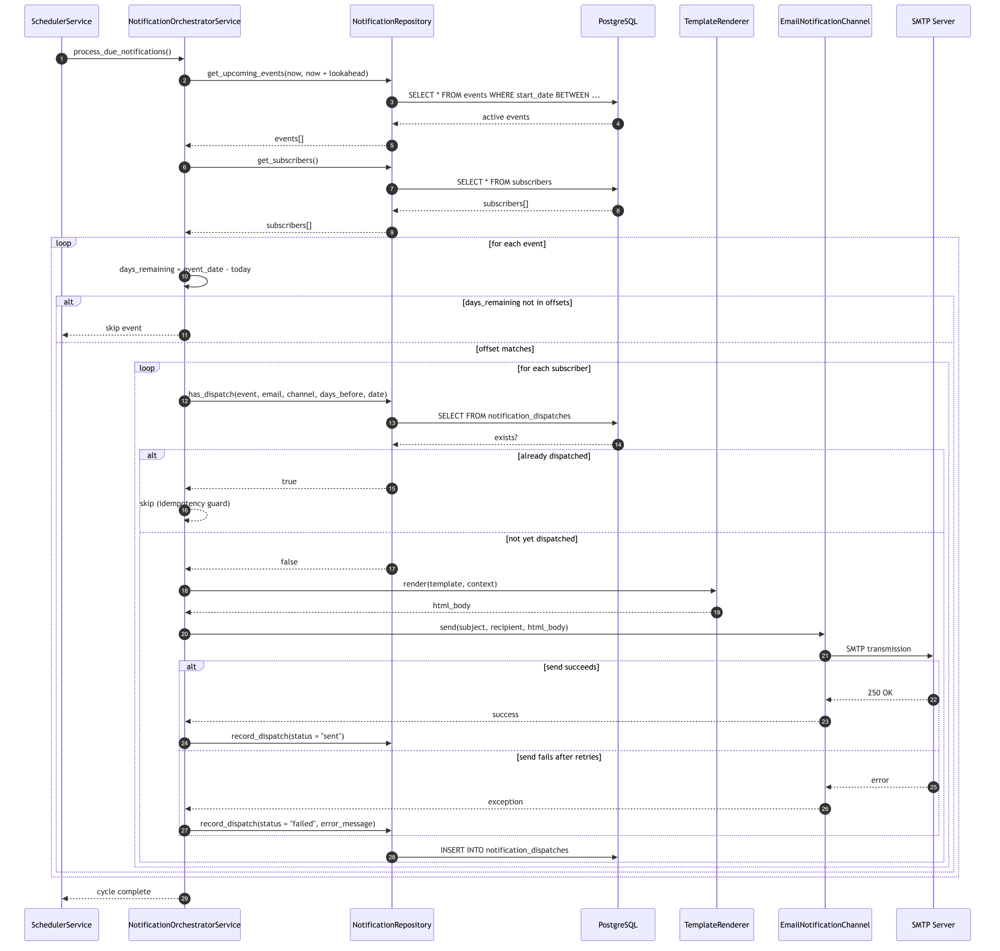 SchedulerService
NotificationOrchestratorService
NotificationRepository
PostgreSQL
TemplateRenderer
EmailNotificationChannel
SMTP Server
process_due_notifications()
1
get_upcoming_events(now, now + lookahead)
2
SELECT * FROM events WHERE start_date BETWEEN ...
3
active events
4
events[]
5
get_subscribers()
6
SELECT * FROM subscribers
7
subscribers[]
8
subscribers[]
9
loop
[for each event]
days_remaining = event_date - today
10
alt
[days_remaining not in offsets]
skip event
11
[offset matches]
loop
[for each subscriber]
has_dispatch(event, email, channel, days_before, date)
12
SELECT FROM notification_dispatches
13
exists?
14
alt
[already dispatched]
true
15
skip (idempotency guard)
16
[not yet dispatched]
false
17
render(template, context)
18
html_body
19
send(subject, recipient, html_body)
20
SMTP transmission
21
alt
[send succeeds]
250 OK
22
success
23
record_dispatch(status = "sent")
24
[send fails after retries]
error
25
exception
26
record_dispatch(status = "failed", error_message)
27
INSERT INTO notification_dispatches
28
cycle complete
29
SchedulerService
NotificationOrchestratorService
NotificationRepository
PostgreSQL
TemplateRenderer
EmailNotificationChannel
SMTP Server